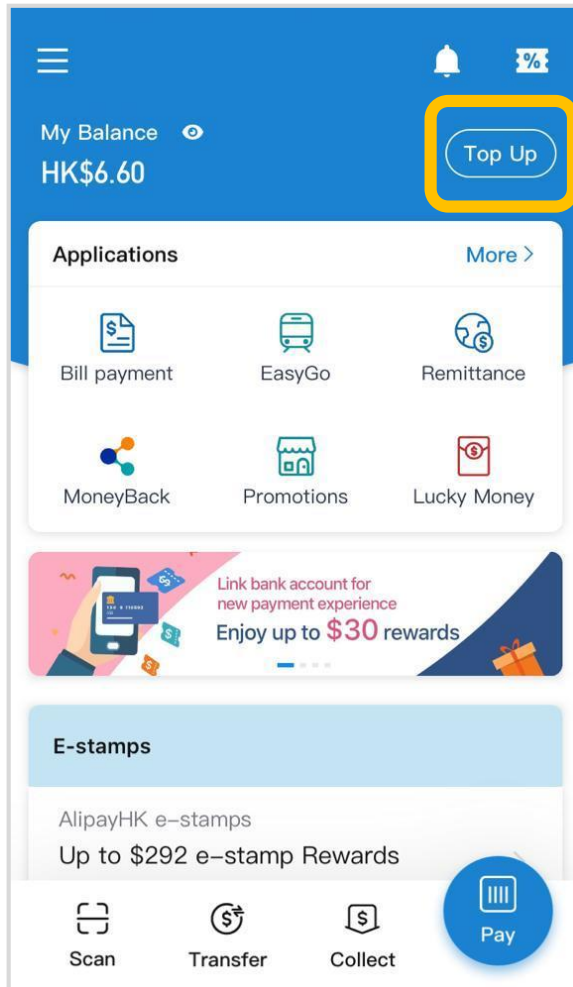 My Balance
HK$6.60
Top Up
Applications
More >
Bill payment
EasyGo
Remittance
MoneyBack
Promotions
Lucky Money
Link bank account for
new payment experience
Enjoy up to $30 rewards
E-stamps
AlipayHK e-stamps
Up to $292 e-stamp Rewards
Scan
Transfer
Collect
Pay